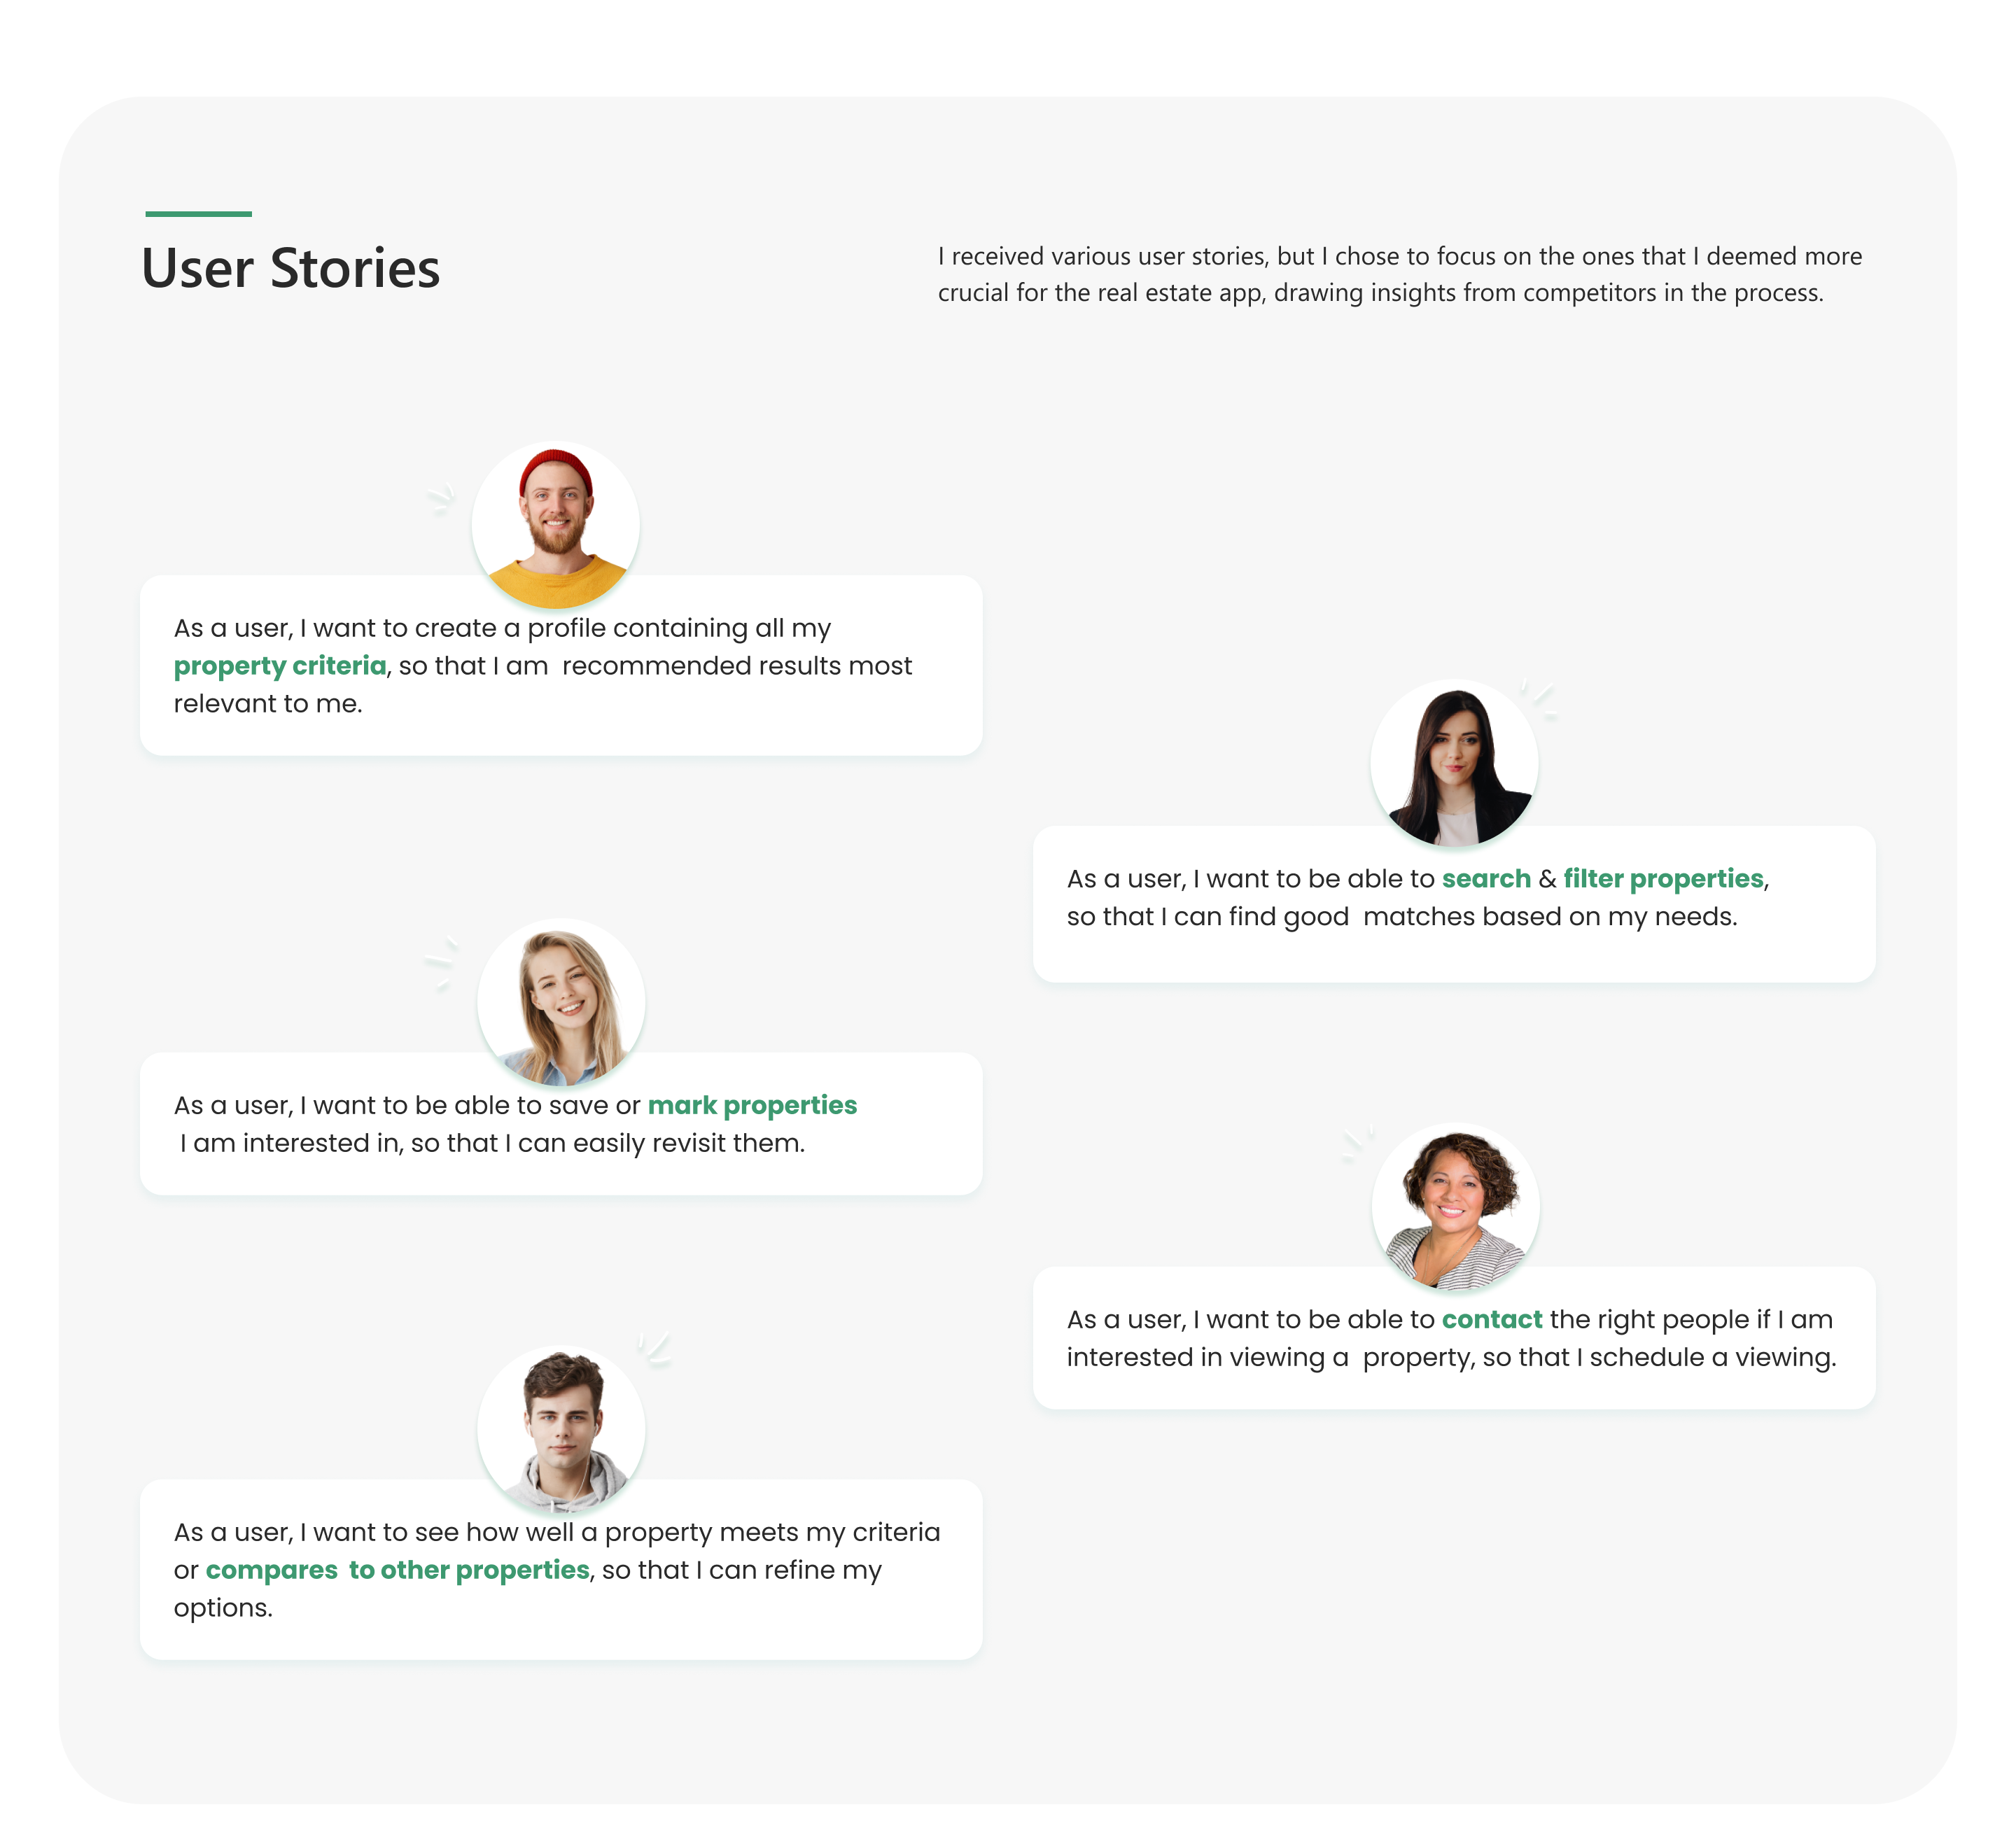 User Stories
I received various user stories, but I chose to focus on the ones that I deemed more
crucial for the real estate app, drawing insights from competitors in the process.
As a user, I want to create a profile containing all my
property criteria, so that I am  recommended results most
relevant to me.
As a user, I want to be able to search & filter properties,
so that I can find good  matches based on my needs.
As a user, I want to be able to save or mark properties
I am interested in, so that I can easily revisit them.
As a user, I want to be able to contact the right people if I am
interested in viewing a  property, so that I schedule a viewing.
As a user, I want to see how well a property meets my criteria
or compares  to other properties, so that I can refine my
options.